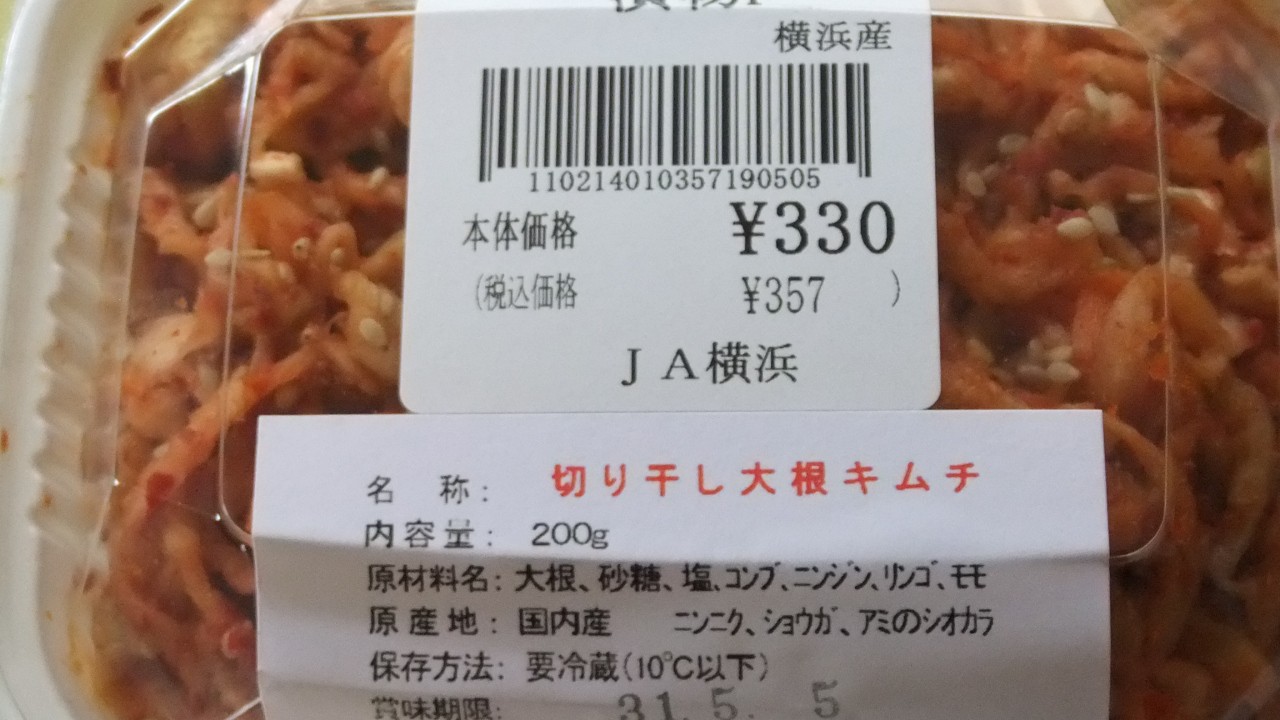 横浜産
110214010357190505
本体価格 ¥330
(税込価格 ¥357 )
ＪＡ横浜
名 称: 切り干し大根キムチ
内容量: 200g
原材料名: 大根、砂糖、塩、コンブ、ニンジン、リンゴ、モモ
原産地: 国内産 ニンニク、ショウガ、アミのシオカラ
保存方法: 要冷蔵(10℃以下)
賞味期限: 31. 5. 5